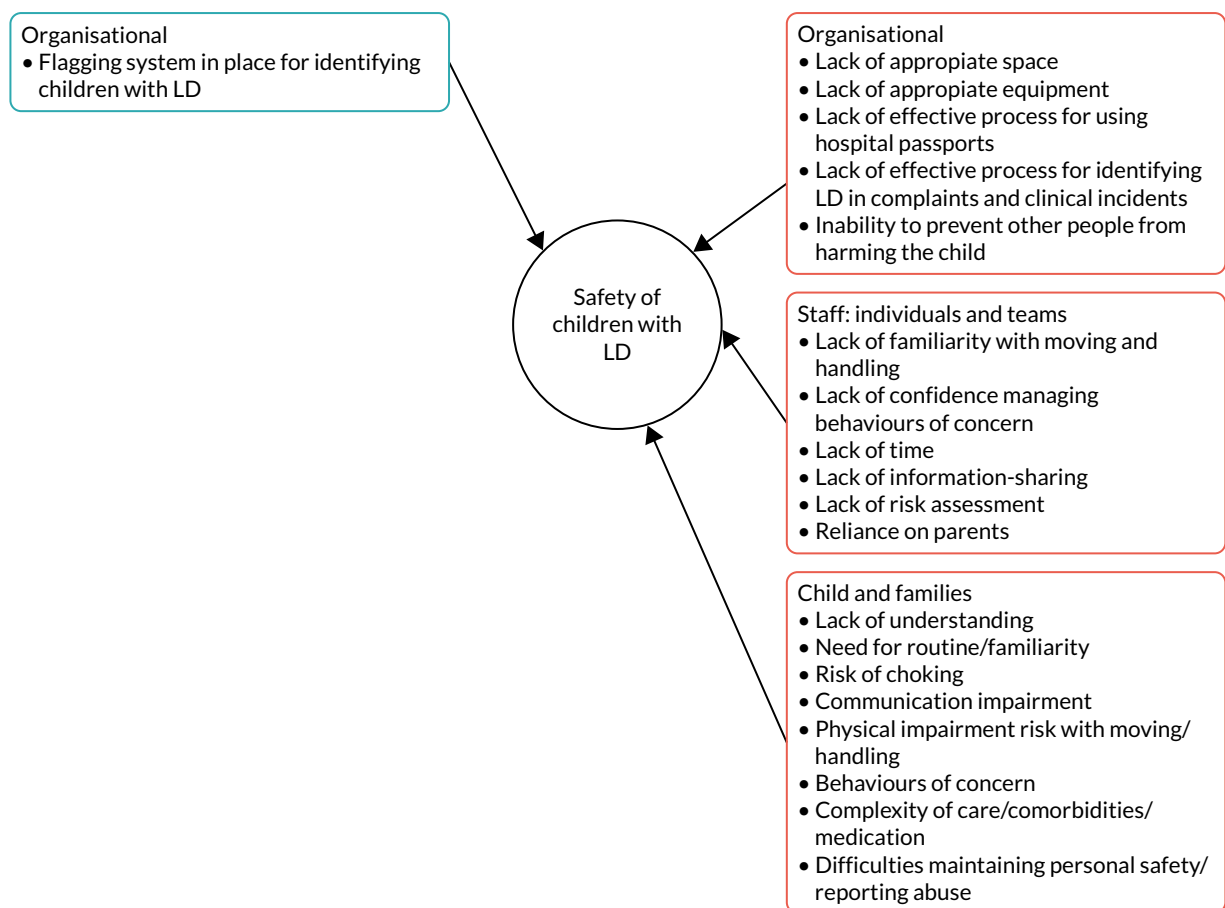 Organisational
• Flagging system in place for identifying
children with LD
Safety of
children with
LD
Organisational
• Lack of appropiate space
• Lack of appropiate equipment
• Lack of effective process for using
hospital passports
• Lack of effective process for identifying
LD in complaints and clinical incidents
• Inability to prevent other people from
harming the child
Staff: individuals and teams
• Lack of familiarity with moving and
handling
• Lack of confidence managing
behaviours of concern
• Lack of time
• Lack of information-sharing
• Lack of risk assessment
• Reliance on parents
Child and families
• Lack of understanding
• Need for routine/familiarity
• Risk of choking
• Communication impairment
• Physical impairment risk with moving/
handling
• Behaviours of concern
• Complexity of care/comorbidities/
medication
• Difficulties maintaining personal safety/
reporting abuse